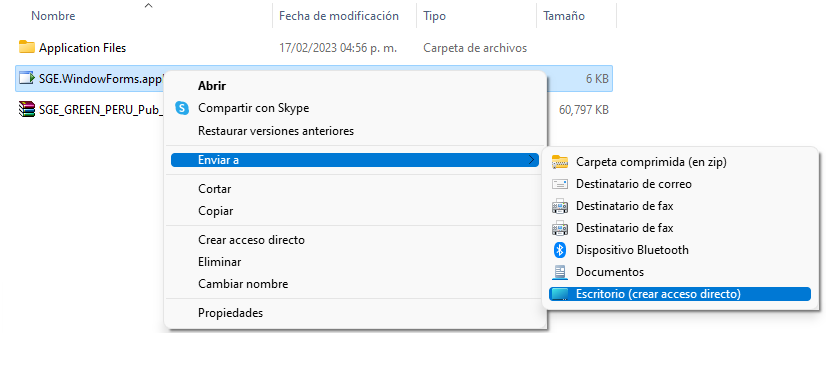 Nombre Fecha de modificación Tipo Tamaño
Application Files 17/02/2023 04:56 p. m. Carpeta de archivos
SGE.WindowForms.appl 6 KB
SGE_GREEN_PERU_Pub_ 60,797 KB
Abrir
Compartir con Skype
Restaurar versiones anteriores
Enviar a
Cortar
Copiar
Crear acceso directo
Eliminar
Cambiar nombre
Propiedades
Carpeta comprimida (en zip)
Destinatario de correo
Destinatario de fax
Destinatario de fax
Dispositivo Bluetooth
Documentos
Escritorio (crear acceso directo)